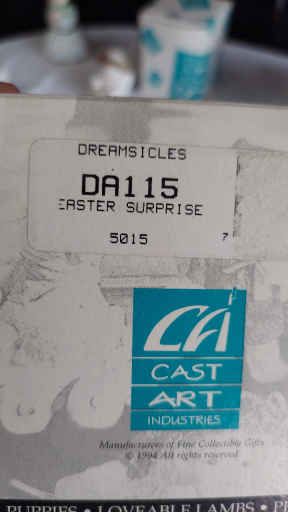 DREAMSICLES
DA115
EASTER SURPRISE
5015 7
CA
CAST
ART
INDUSTRIES
Manufacturers of Fine Collectible Gifts
© 1994 All rights reserved
PUPPIES • LOVEABLE LAMBS •